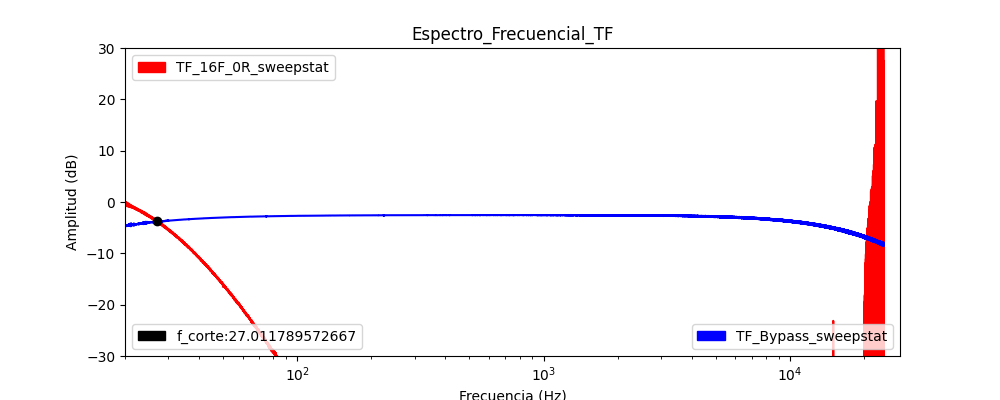 Espectro_Frecuencial_TF
TF_16F_0R_sweepstat
30
20
10
0
−10
−20
−30
Amplitud (dB)
f_corte:27.011789572667
TF_Bypass_sweepstat
10²
10³
10⁴
Frecuencia (Hz)